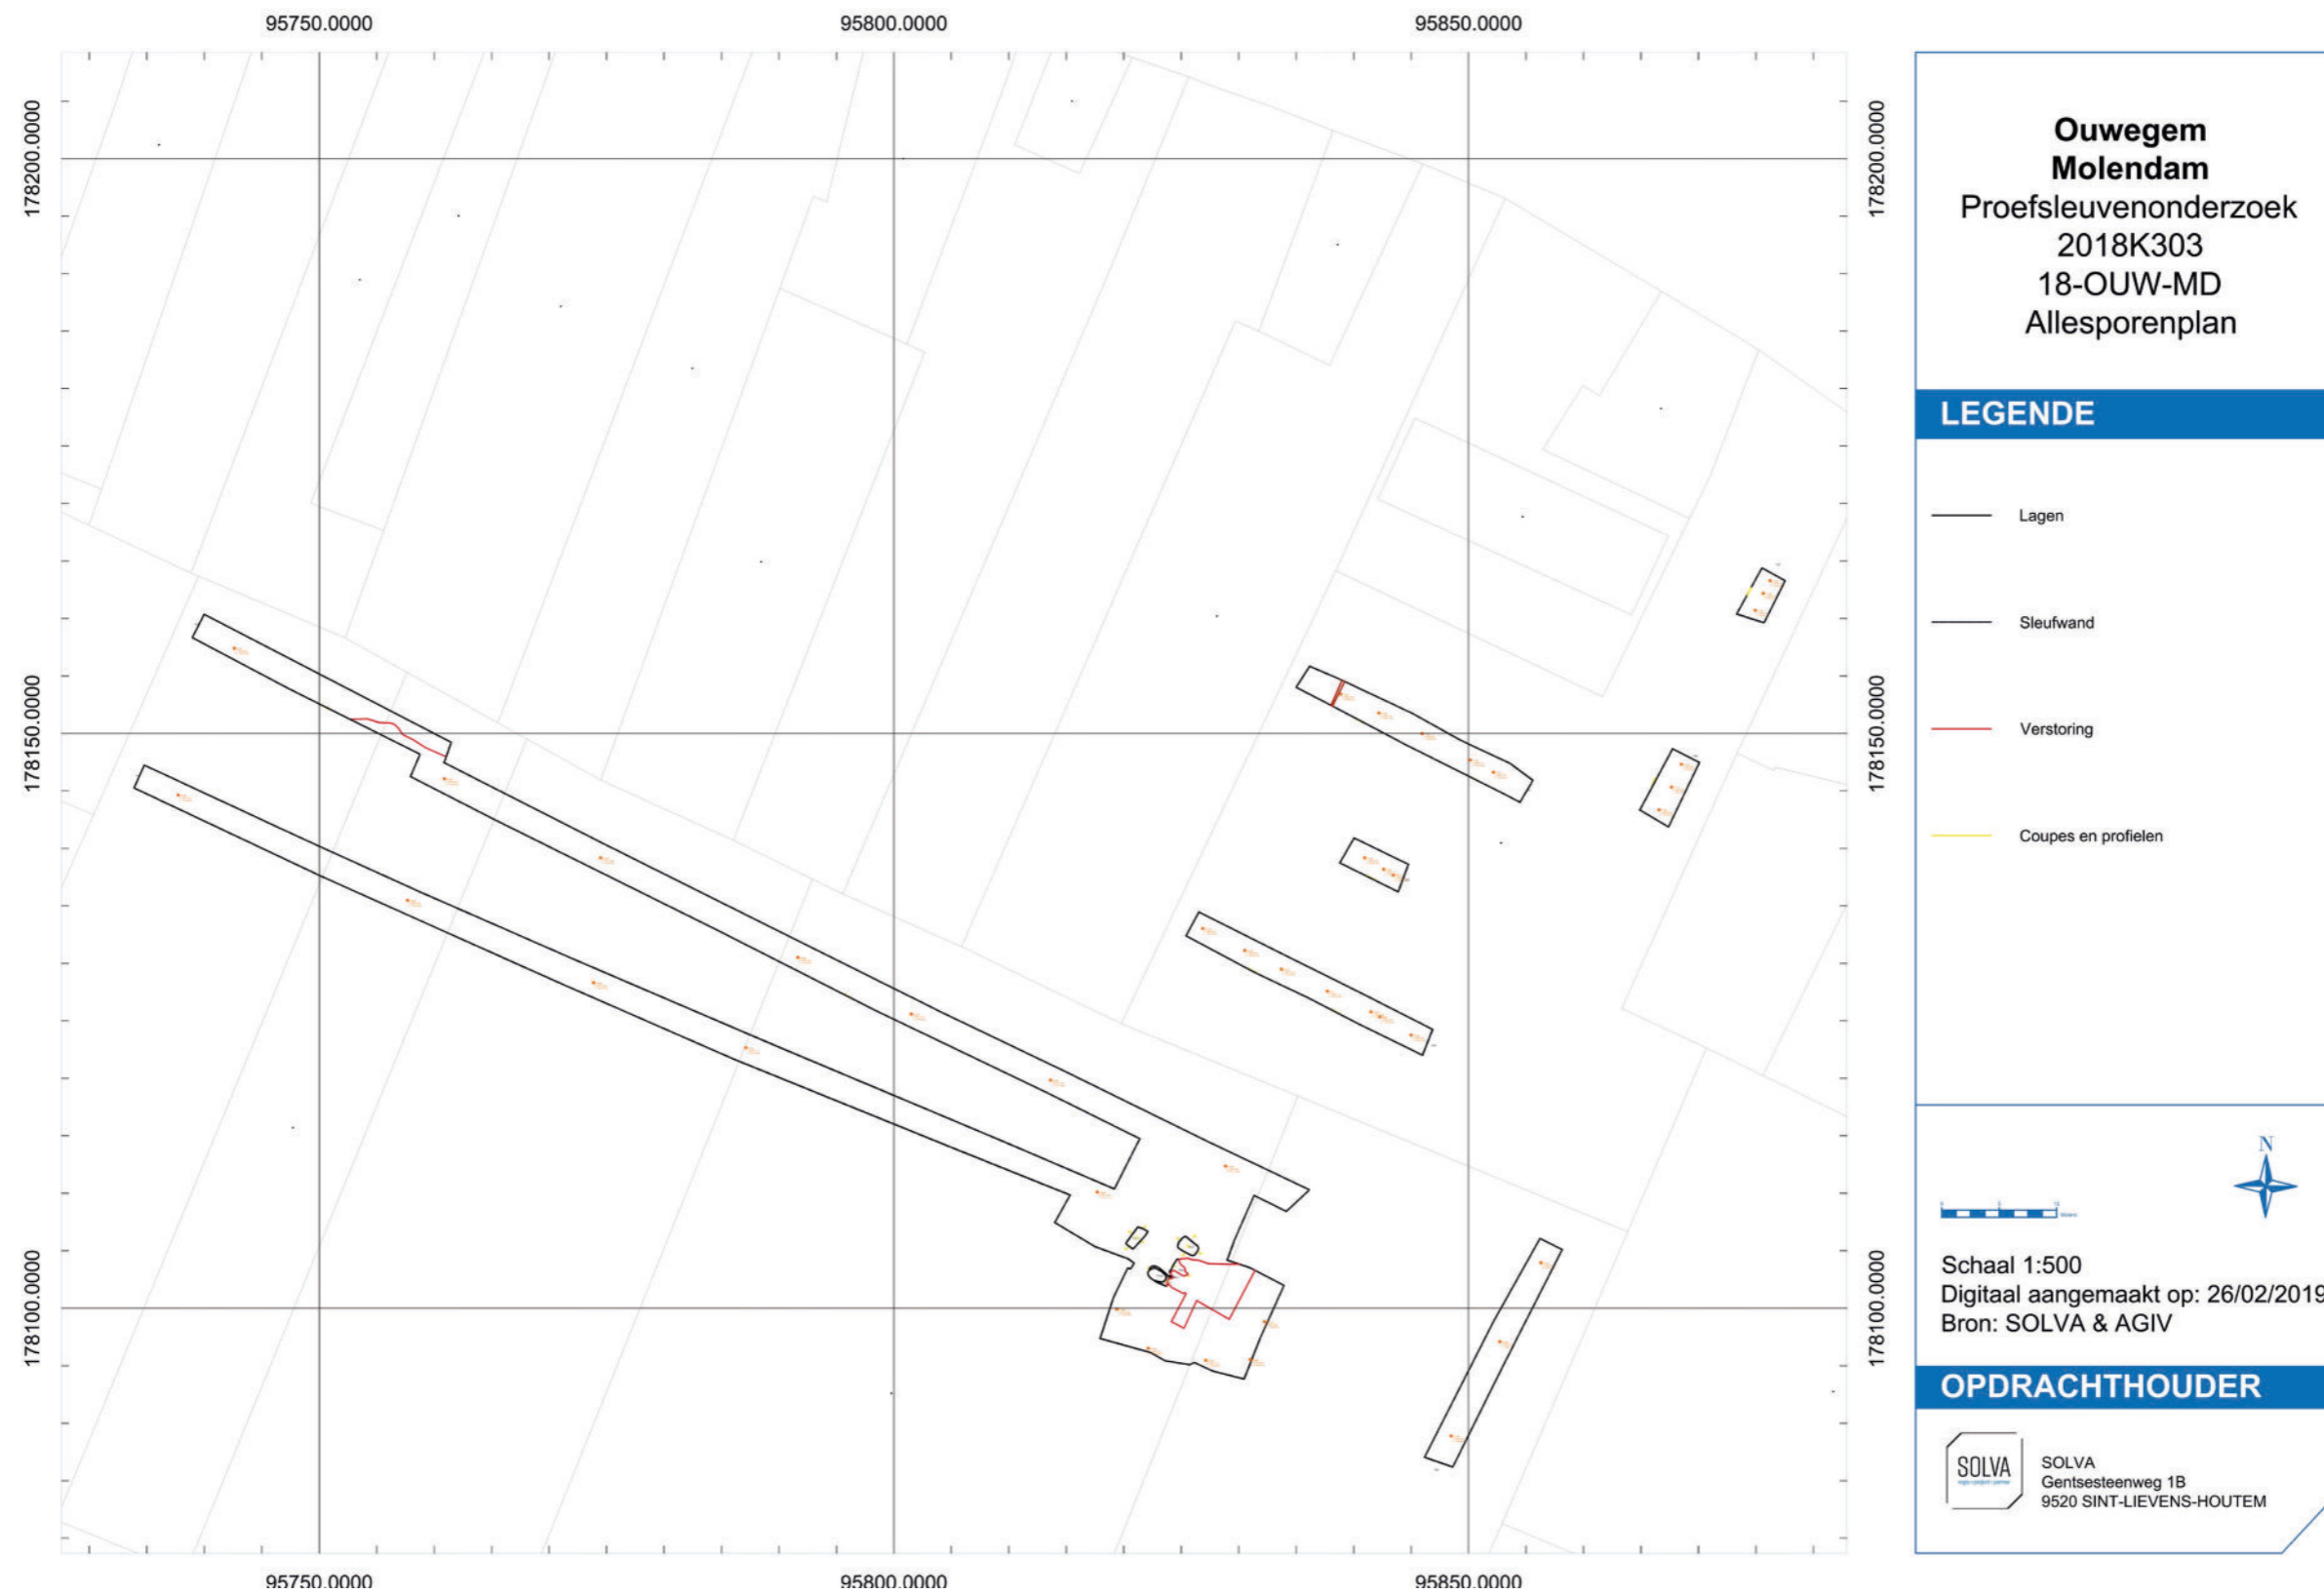 95750.0000
95800.0000
95850.0000
178200.0000
178200.0000
178150.0000
178150.0000
178100.0000
178100.0000
95750.0000
95800.0000
95850.0000
Ouwegem
Molendam
Proefsleuvenonderzoek
2018K303
18-OUW-MD
Allesporenplan
LEGENDE
Lagen
Sleufwand
Verstoring
Coupes en profielen
N
Schaal 1:500
Digitaal aangemaakt op: 26/02/2019
Bron: SOLVA & AGIV
OPDRACHTHOUDER
SOLVA
SOLVA
Gentsesteenweg 1B
9520 SINT-LIEVENS-HOUTEM